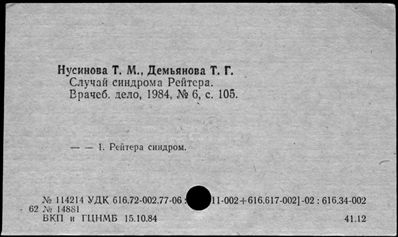 Нусинова Т. М., Демьянова Т. Г.
Случай синдрома Рейтера.
Врачеб. дело, 1984, № 6, с. 105.
— — 1. Рейтера синдром.
№ 114214 УДК 616.72-002.77-06 : 11-002+616.617-002]-02 : 616.34-002
62 № 14881
ВКП и ГЦНМБ 15.10.84 41.12